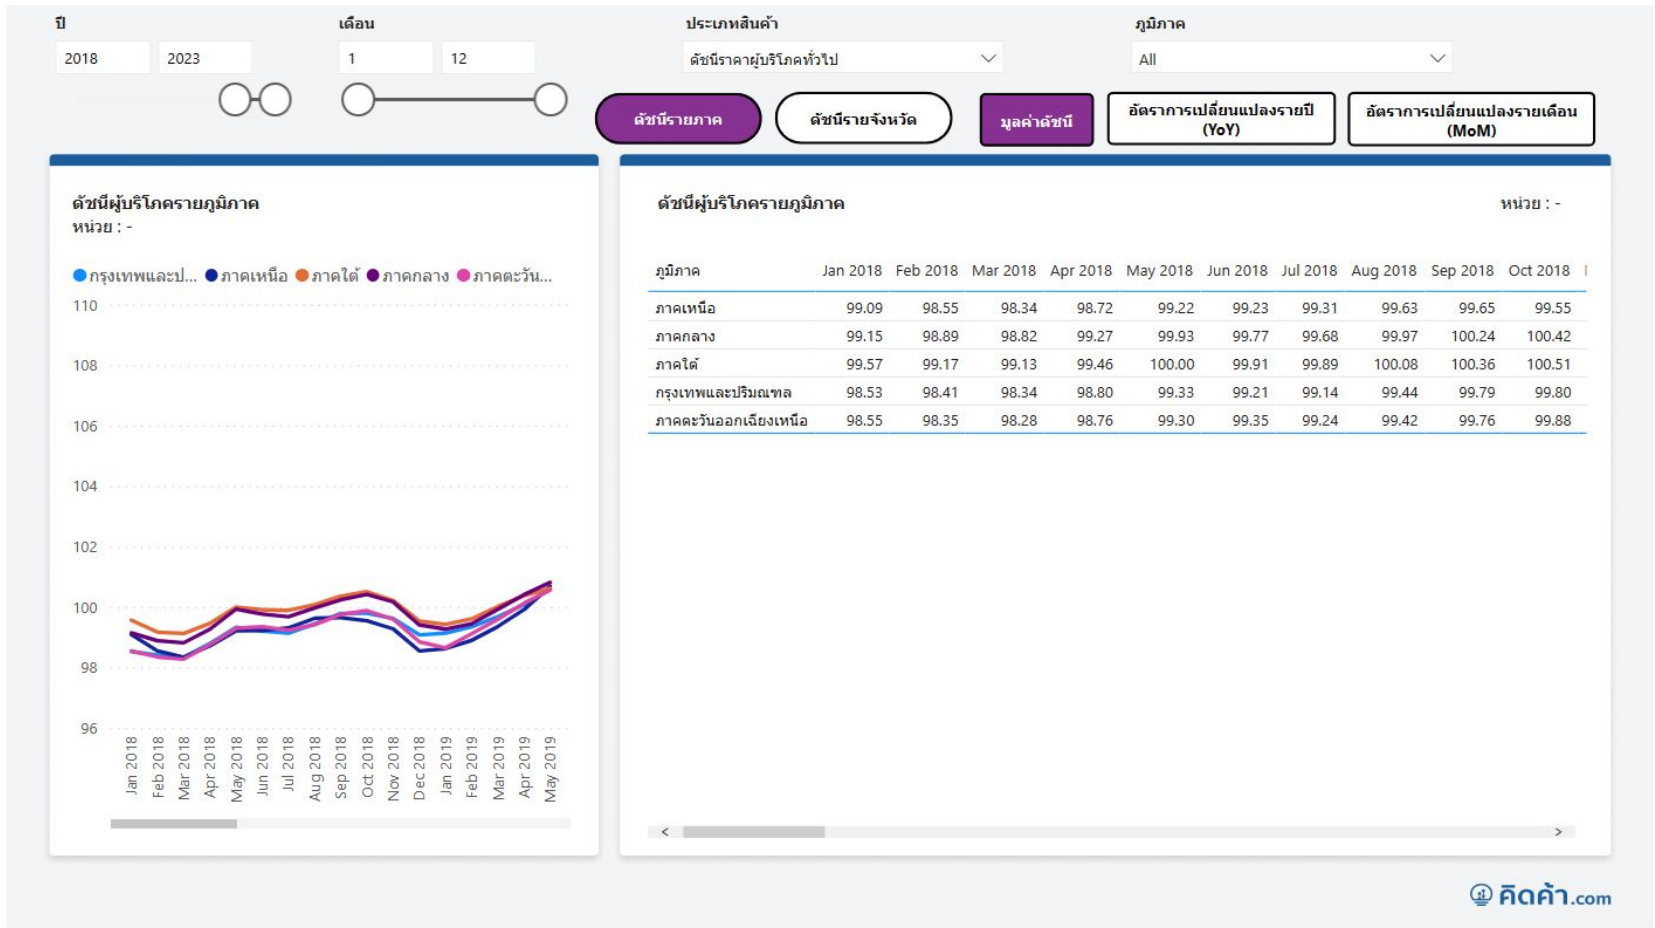 ปี
เดือน
ประเภทสินค้า
ภูมิภาค
2018 2023
1 12
ดัชนีราคาผู้บริโภคทั่วไป
All
ดัชนีรายภาค
ดัชนีรายจังหวัด
มูลค่าดัชนี
อัตราการเปลี่ยนแปลงรายปี
(YoY)
อัตราการเปลี่ยนแปลงรายเดือน
(MoM)
ดัชนีผู้บริโภครายภูมิภาค
หน่วย : -
กรุงเทพและป... ภาคเหนือ ภาคใต้ ภาคกลาง ภาคตะวัน...
110
108
106
104
102
100
98
96
Jan 2018
Feb 2018
Mar 2018
Apr 2018
May 2018
Jun 2018
Jul 2018
Aug 2018
Sep 2018
Oct 2018
Nov 2018
Dec 2018
Jan 2019
Feb 2019
Mar 2019
Apr 2019
May 2019
ดัชนีผู้บริโภครายภูมิภาค หน่วย : -
ภูมิภาค Jan 2018 Feb 2018 Mar 2018 Apr 2018 May 2018 Jun 2018 Jul 2018 Aug 2018 Sep 2018 Oct 2018
ภาคเหนือ 99.09 98.55 98.34 98.72 99.22 99.23 99.31 99.63 99.65 99.55
ภาคกลาง 99.15 98.89 98.82 99.27 99.93 99.77 99.68 99.97 100.24 100.42
ภาคใต้ 99.57 99.17 99.13 99.46 100.00 99.91 99.89 100.08 100.36 100.51
กรุงเทพและปริมณฑล 98.53 98.41 98.34 98.80 99.33 99.21 99.14 99.44 99.79 99.80
ภาคตะวันออกเฉียงเหนือ 98.55 98.35 98.28 98.76 99.30 99.35 99.24 99.42 99.76 99.88
คิดค้า.com